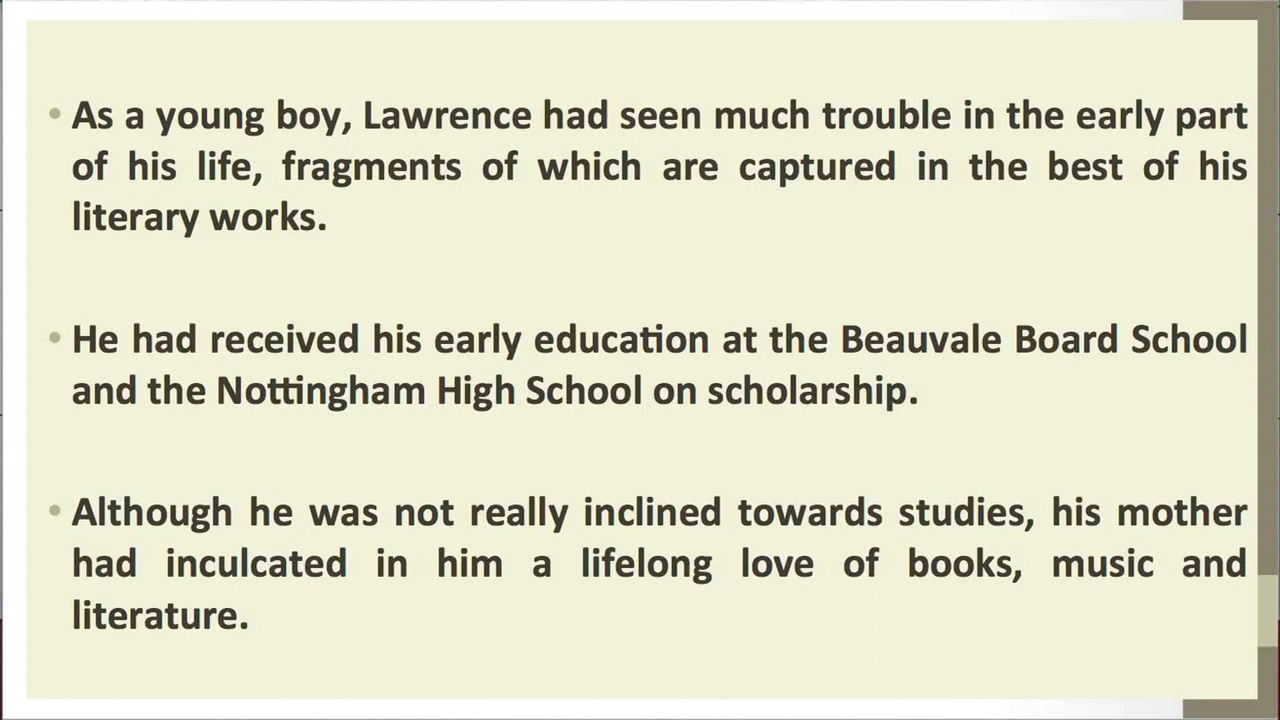 • As a young boy, Lawrence had seen much trouble in the early part
of his life, fragments of which are captured in the best of his
literary works.
• He had received his early education at the Beauvale Board School
and the Nottingham High School on scholarship.
• Although he was not really inclined towards studies, his mother
had inculcated in him a lifelong love of books, music and
literature.